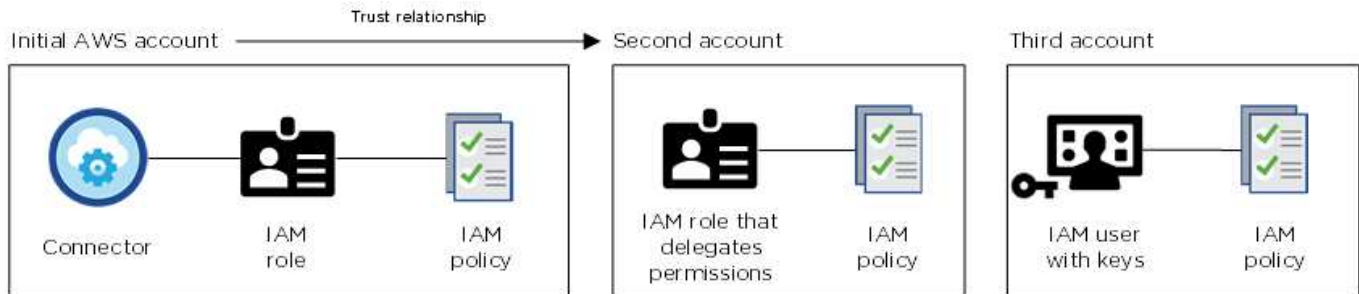 Trust relationship
Initial AWS account
Second account
Third account
Connector
IAM
role
IAM
policy
IAM role that
delegates
permissions
IAM
policy
IAM user
with keys
IAM
policy